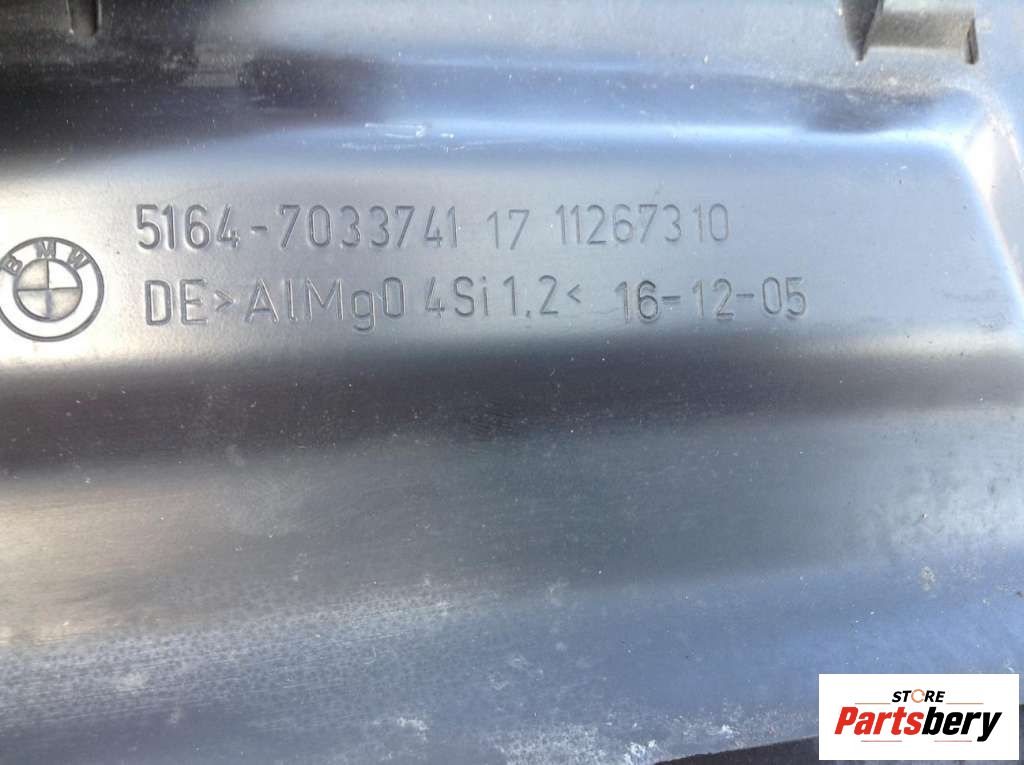 5164-7033741 17 11267310
BMW
DE>AlMg0 4Si1,2< 16-12-05
STORE
Partsbery